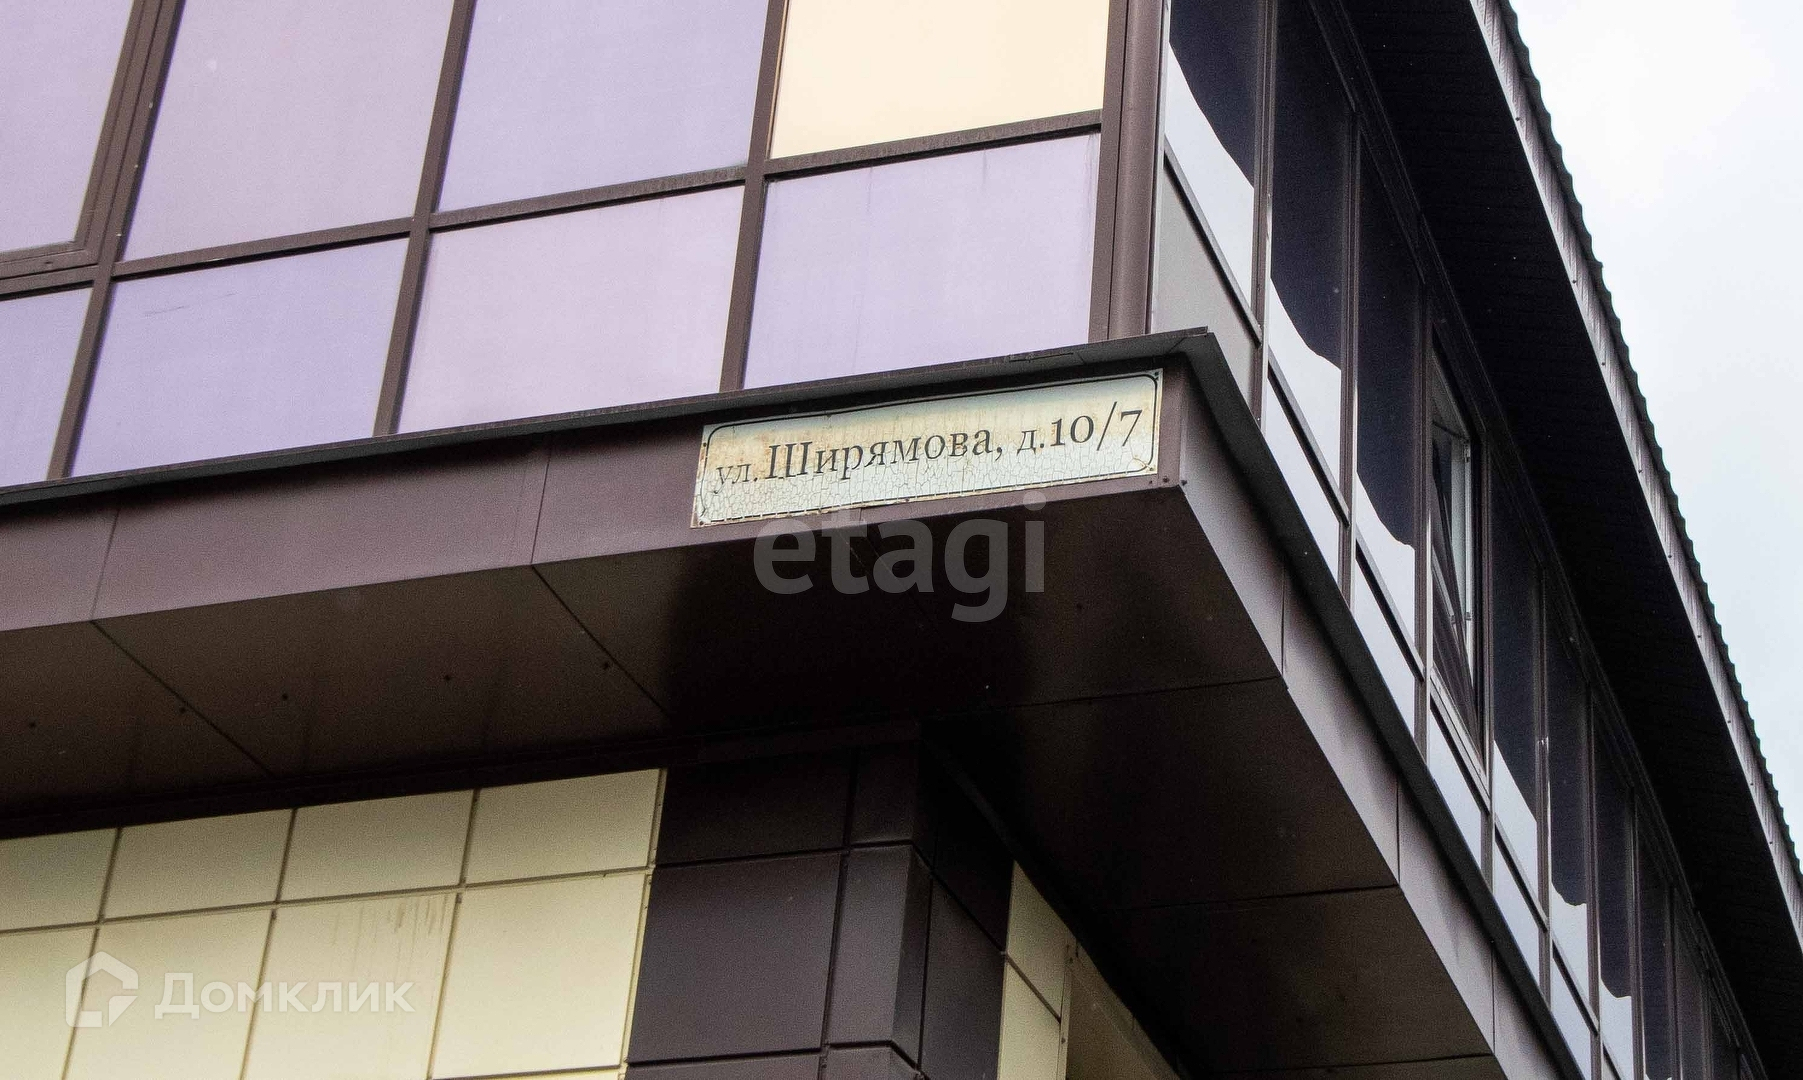 ул.Ширямова, д.10/7
etagi
Домклик